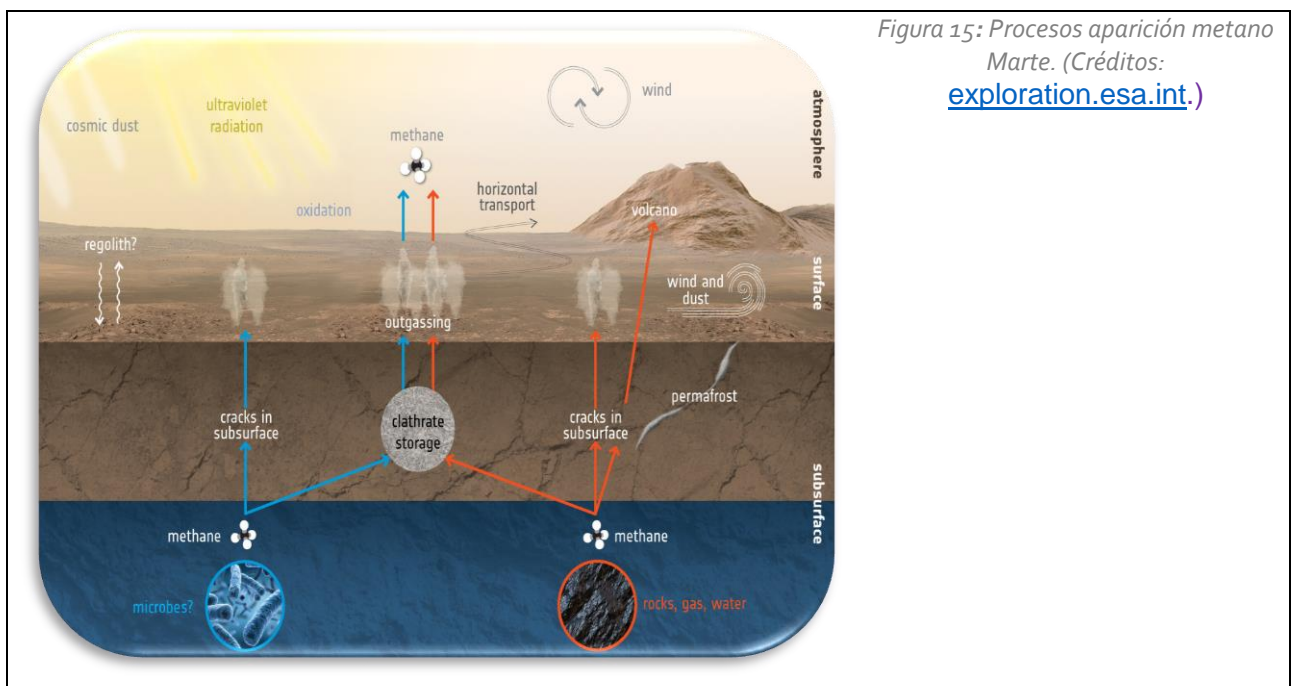 Figura 15: Procesos aparición metano
Marte. (Créditos:
exploration.esa.int.)
cosmic dust
ultraviolet
radiation
wind
atmosphere
methane
oxidation
horizontal
transport
volcano
regolith?
wind and
dust
surface
outgassing
permafrost
cracks in
subsurface
clathrate
storage
cracks in
subsurface
subsurface
methane
methane
microbes?
rocks, gas, water